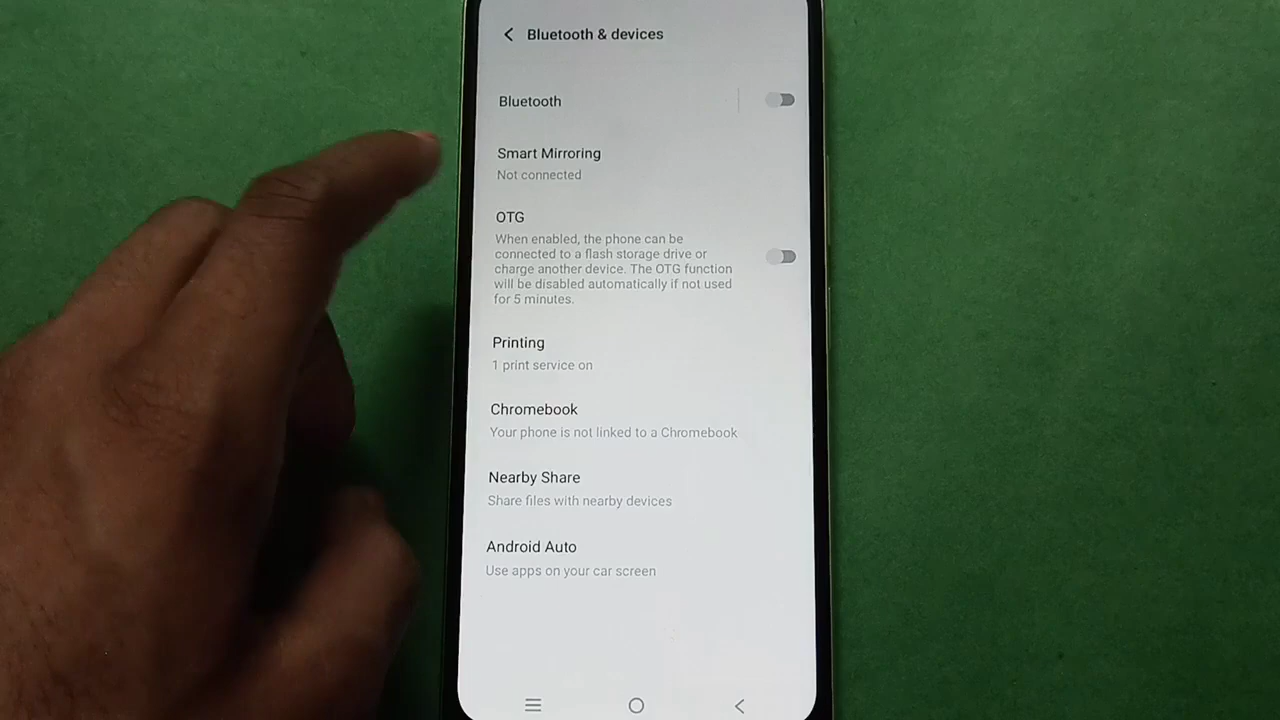 Bluetooth & devices
Bluetooth
Smart Mirroring
Not connected
OTG
When enabled, the phone can be
connected to a flash storage drive or
charge another device. The OTG function
will be disabled automatically if not used
for 5 minutes.
Printing
1 print service on
Chromebook
Your phone is not linked to a Chromebook
Nearby Share
Share files with nearby devices
Android Auto
Use apps on your car screen